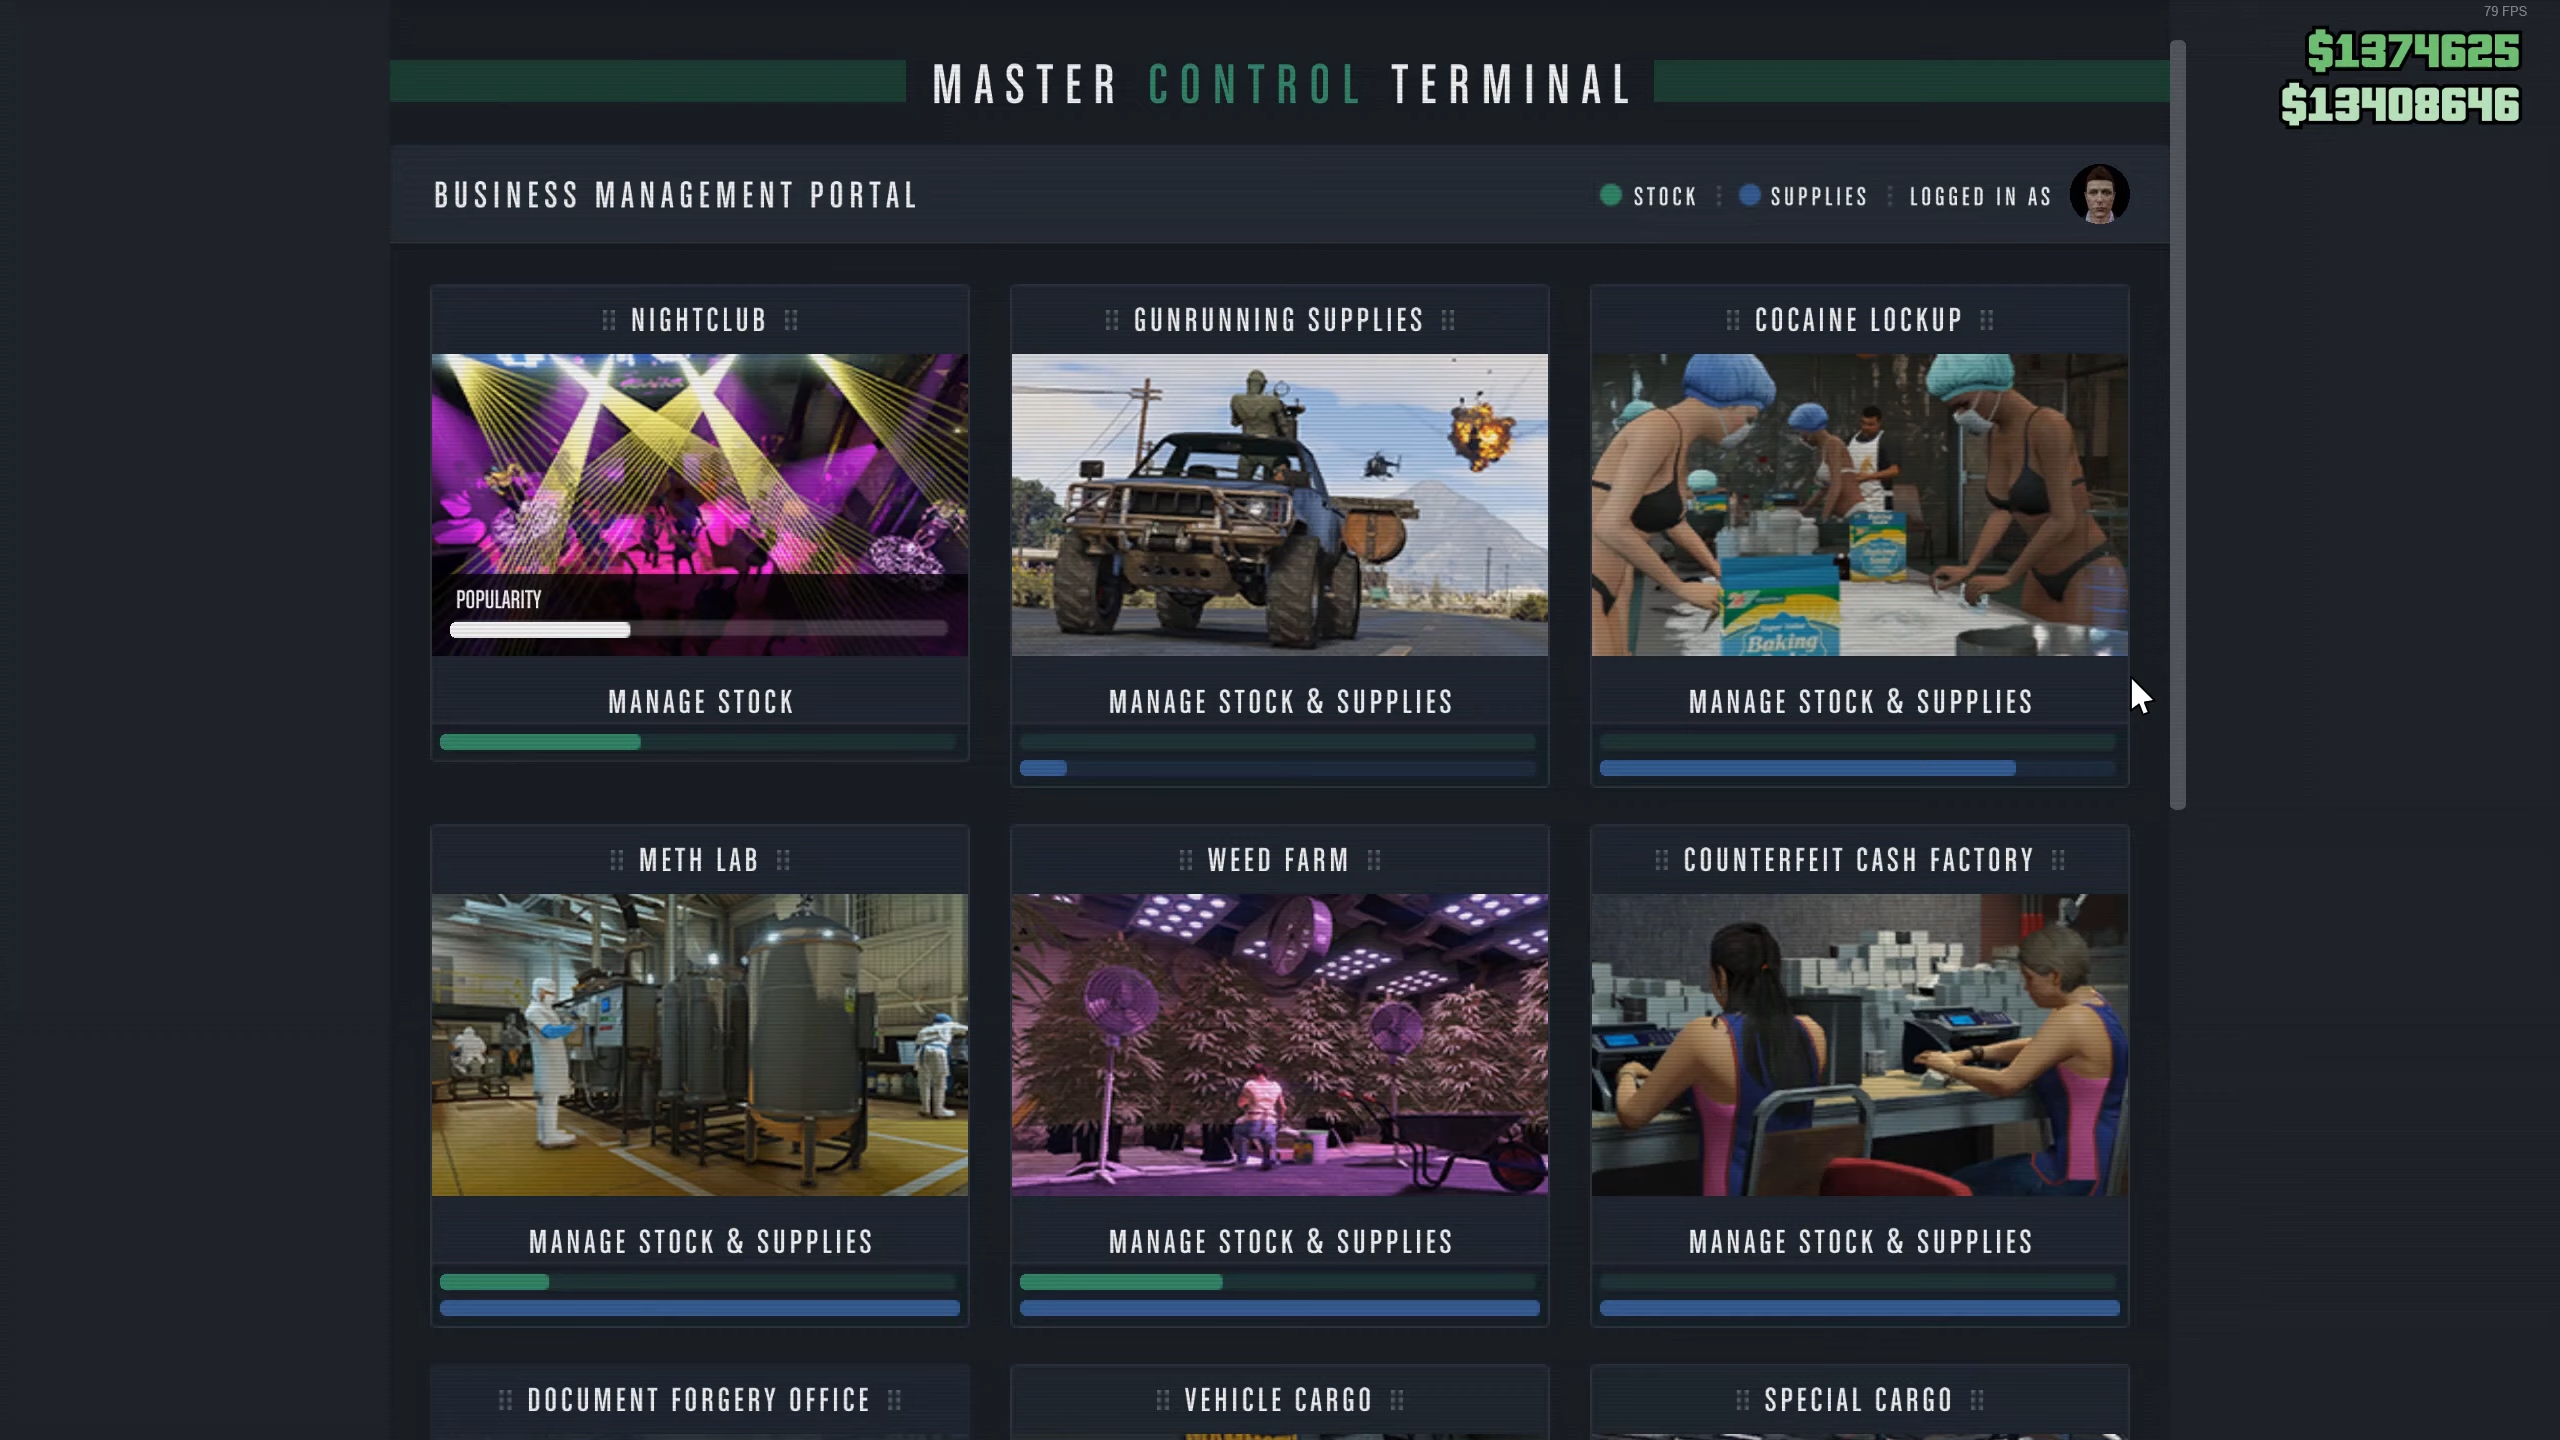 79 FPS
$1374625
$13408646
MASTER CONTROL TERMINAL
BUSINESS MANAGEMENT PORTAL
STOCK
SUPPLIES
LOGGED IN AS
NIGHTCLUB
GUNRUNNING SUPPLIES
COCAINE LOCKUP
POPULARITY
Baking
MANAGE STOCK
MANAGE STOCK & SUPPLIES
MANAGE STOCK & SUPPLIES
METH LAB
WEED FARM
COUNTERFEIT CASH FACTORY
MANAGE STOCK & SUPPLIES
MANAGE STOCK & SUPPLIES
MANAGE STOCK & SUPPLIES
DOCUMENT FORGERY OFFICE
VEHICLE CARGO
SPECIAL CARGO